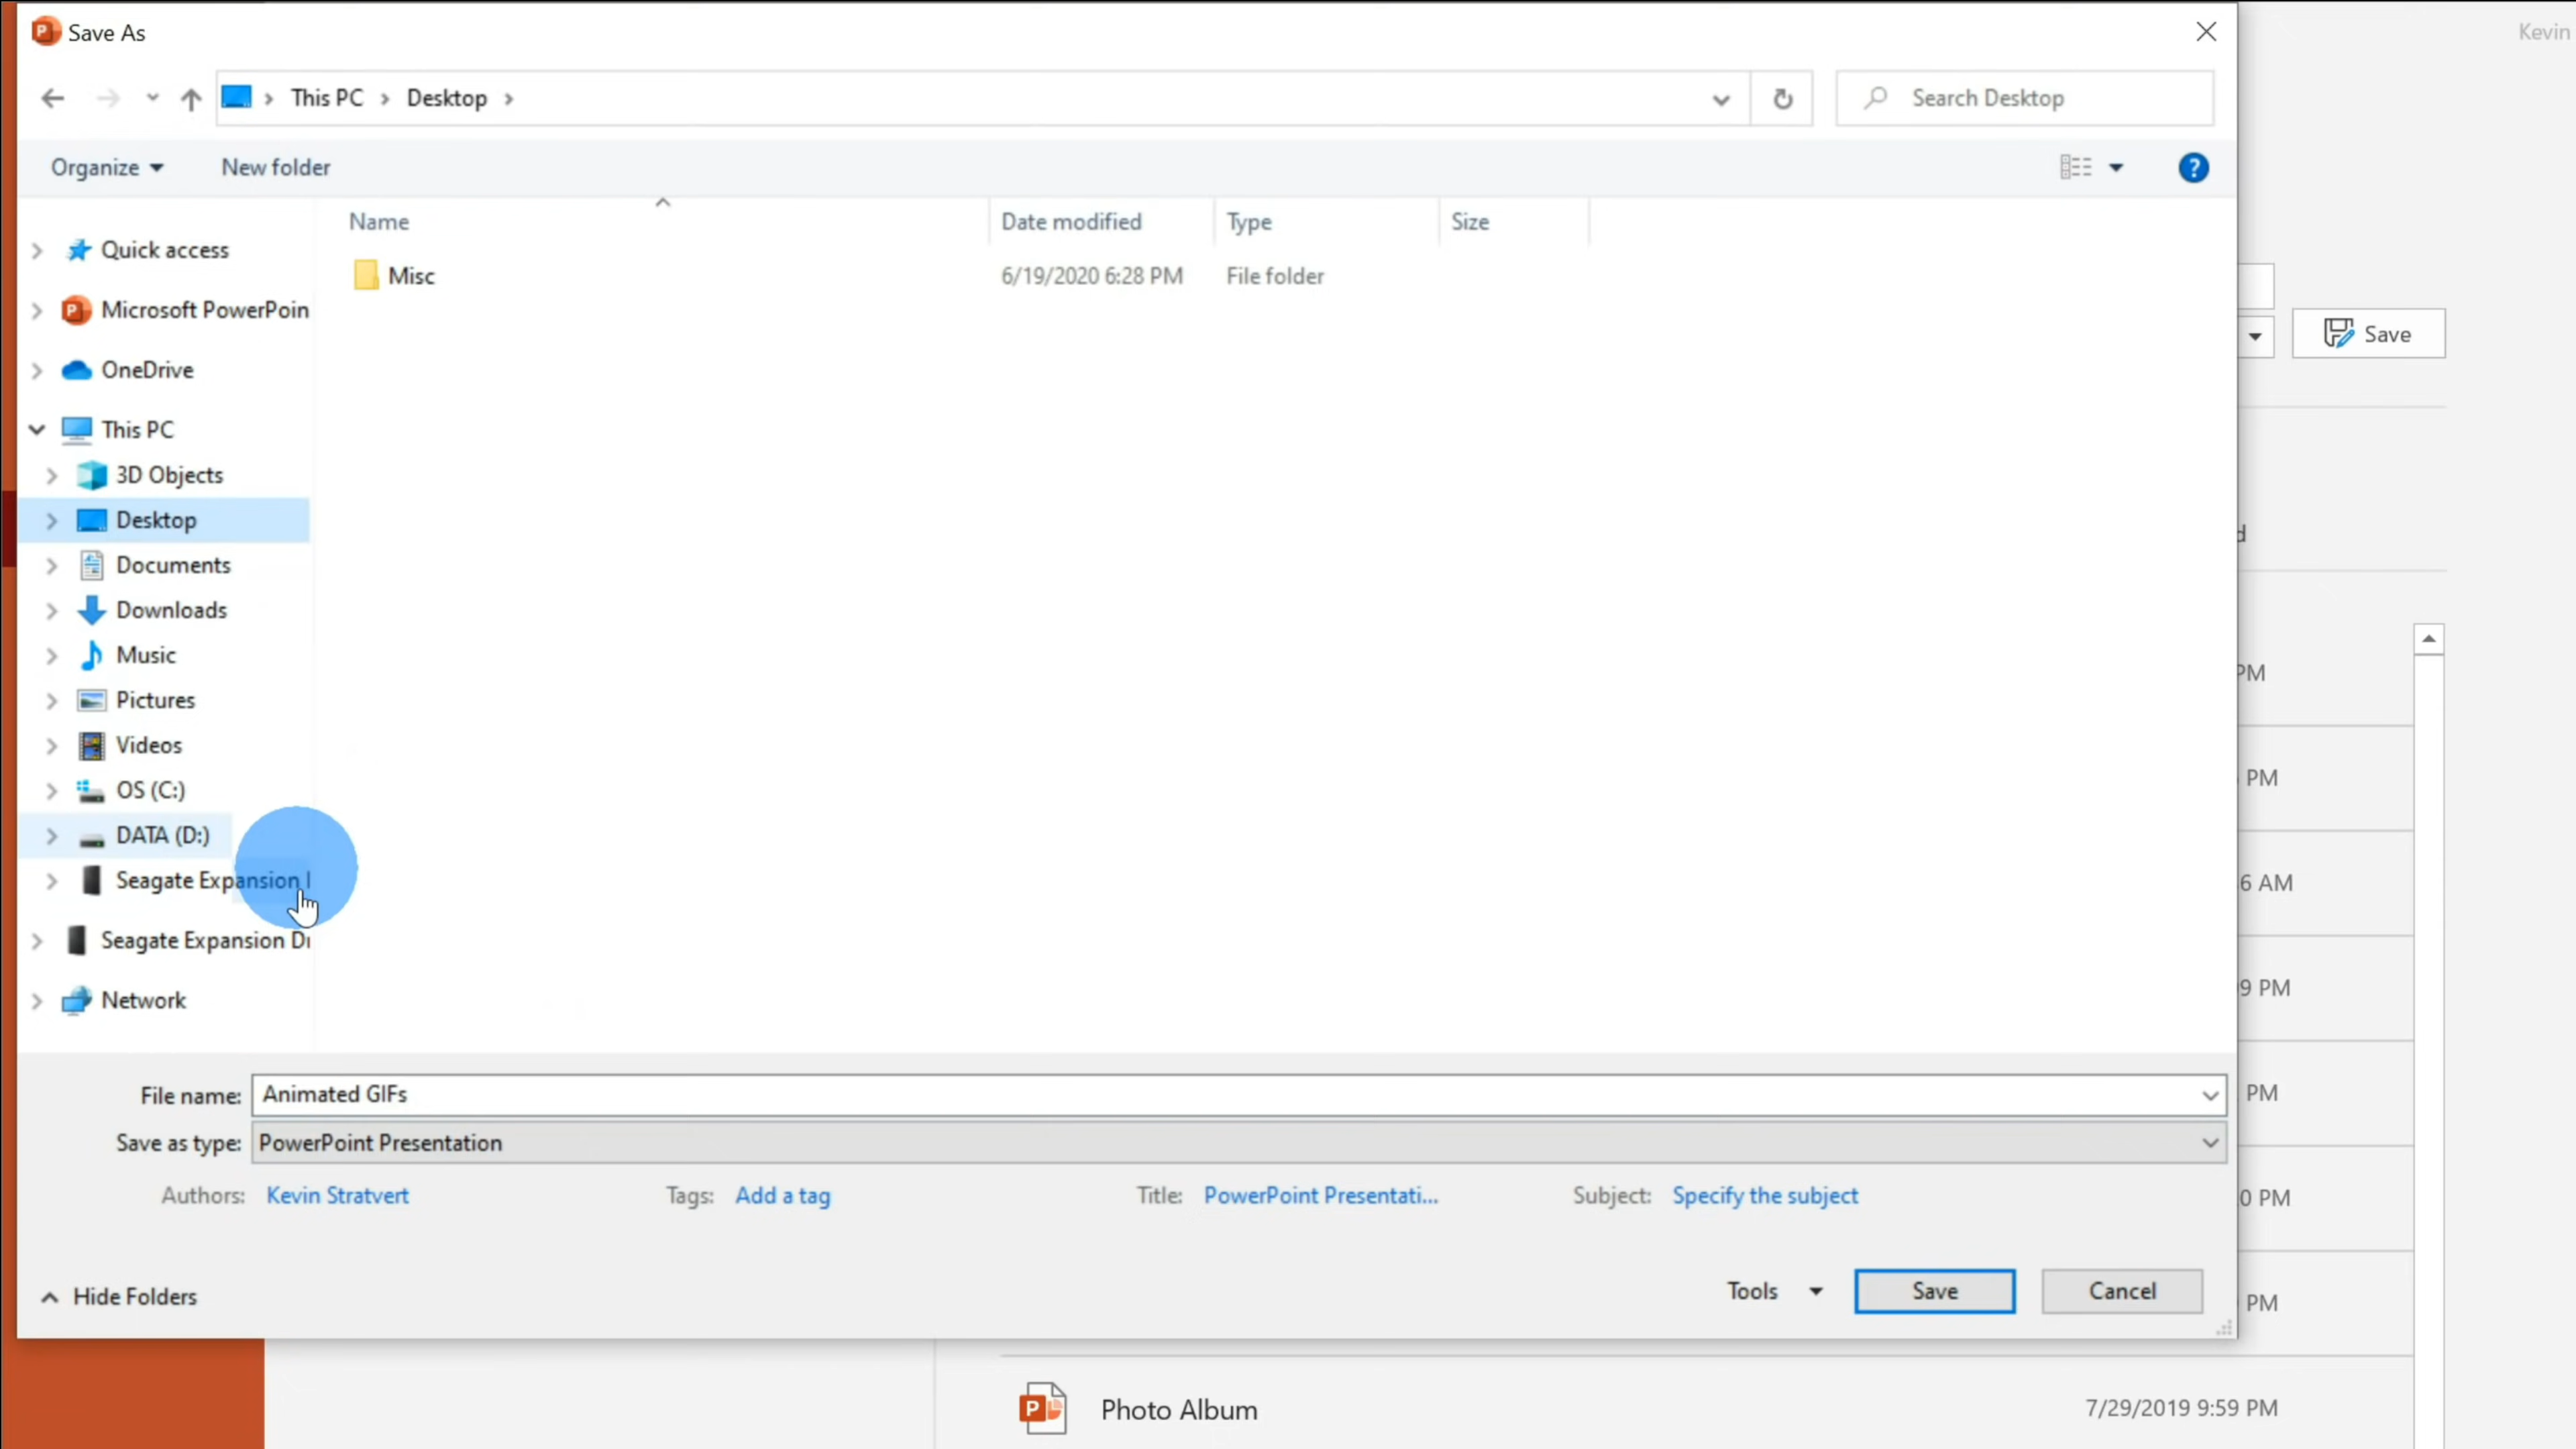 Save As
Kevin
This PC > Desktop >
Search Desktop
Organize
New folder
Name
Date modified
Type
Size
Quick access
Misc
6/19/2020 6:28 PM
File folder
Microsoft PowerPoin
Save
OneDrive
This PC
3D Objects
Desktop
d
Documents
Downloads
Music
PM
Pictures
Videos
PM
OS (C:)
DATA (D:)
Seagate Expansion
6 AM
Seagate Expansion Dr
9 PM
Network
File name: Animated GIFs
PM
Save as type: PowerPoint Presentation
Authors: Kevin Stratvert
Tags: Add a tag
Title: PowerPoint Presentati...
Subject: Specify the subject
0 PM
Hide Folders
Tools
Save
Cancel
PM
Photo Album
7/29/2019 9:59 PM